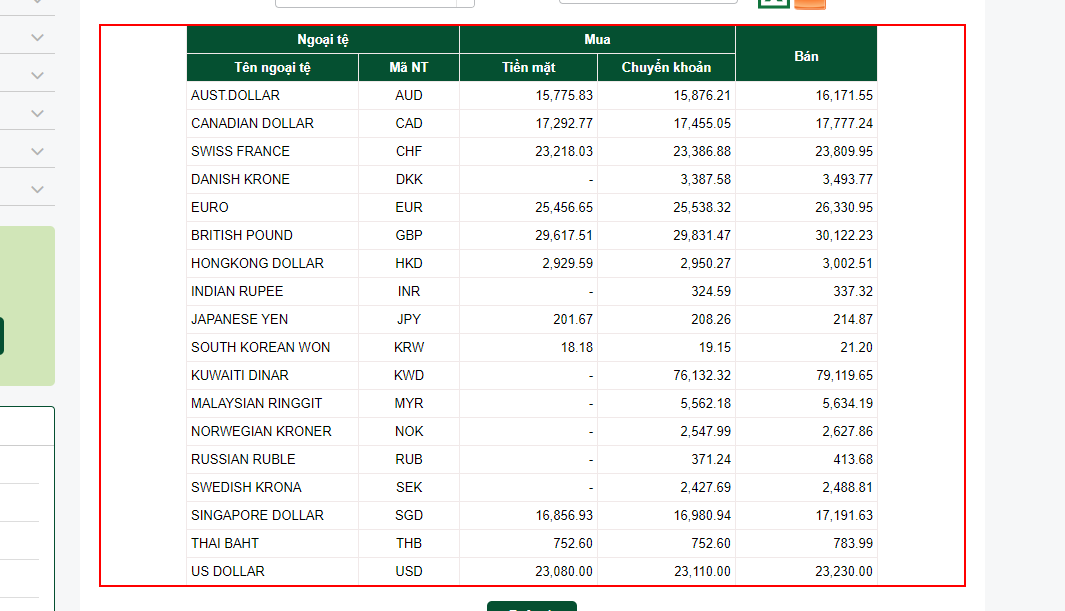 Ngoại tệ Mua Bán
Tên ngoại tệ Mã NT Tiền mặt Chuyển khoản
AUST.DOLLAR AUD 15,775.83 15,876.21 16,171.55
CANADIAN DOLLAR CAD 17,292.77 17,455.05 17,777.24
SWISS FRANCE CHF 23,218.03 23,386.88 23,809.95
DANISH KRONE DKK - 3,387.58 3,493.77
EURO EUR 25,456.65 25,538.32 26,330.95
BRITISH POUND GBP 29,617.51 29,831.47 30,122.23
HONGKONG DOLLAR HKD 2,929.59 2,950.27 3,002.51
INDIAN RUPEE INR - 324.59 337.32
JAPANESE YEN JPY 201.67 208.26 214.87
SOUTH KOREAN WON KRW 18.18 19.15 21.20
KUWAITI DINAR KWD - 76,132.32 79,119.65
MALAYSIAN RINGGIT MYR - 5,562.18 5,634.19
NORWEGIAN KRONER NOK - 2,547.99 2,627.86
RUSSIAN RUBLE RUB - 371.24 413.68
SWEDISH KRONA SEK - 2,427.69 2,488.81
SINGAPORE DOLLAR SGD 16,856.93 16,980.94 17,191.63
THAI BAHT THB 752.60 752.60 783.99
US DOLLAR USD 23,080.00 23,110.00 23,230.00